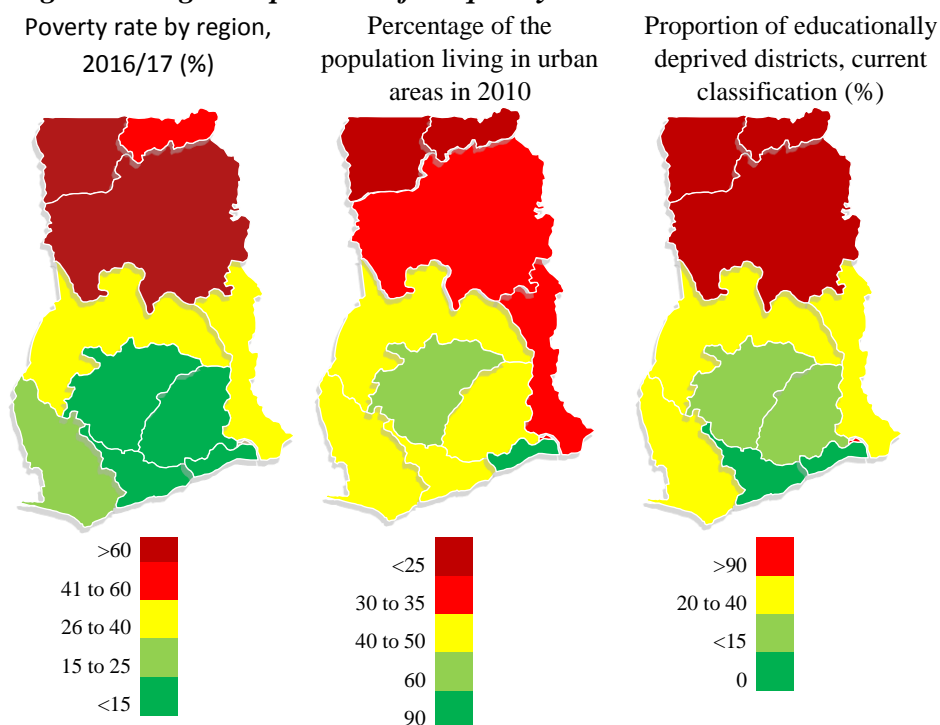 Poverty rate by region,
2016/17 (%)
Percentage of the
population living in urban
areas in 2010
Proportion of educationally
deprived districts, current
classification (%)
>60
41 to 60
26 to 40
15 to 25
<15
<25
30 to 35
40 to 50
60
90
>90
20 to 40
<15
0